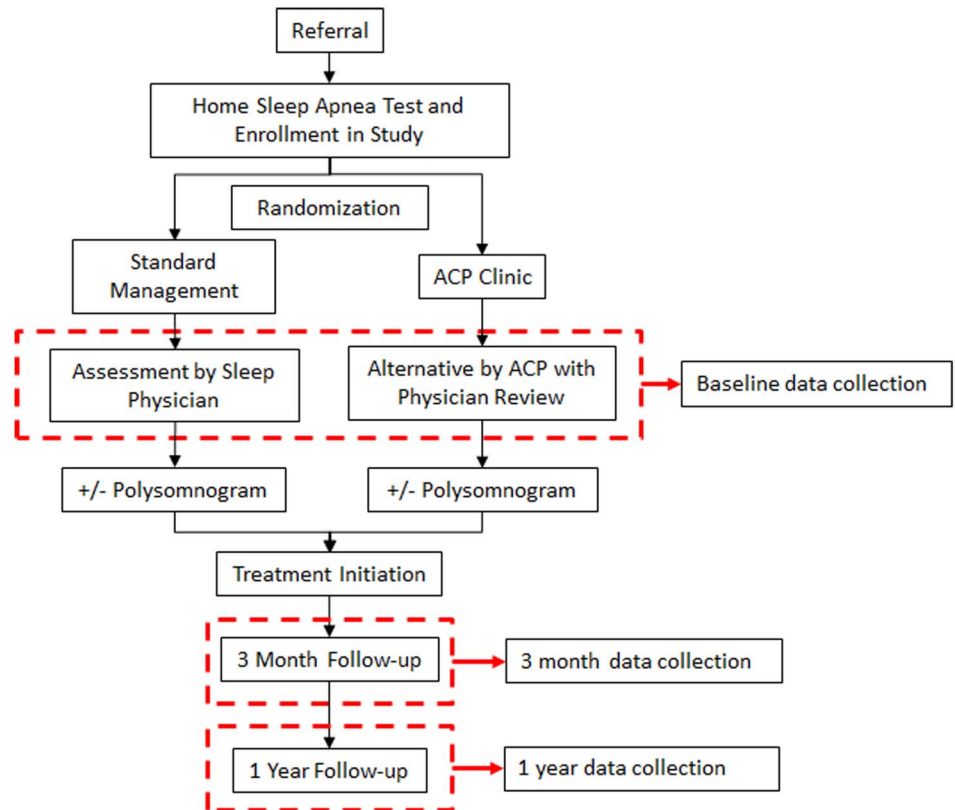 Referral
Home Sleep Apnea Test and
Enrollment in Study
Randomization
Standard
Management
ACP Clinic
Assessment by Sleep
Physician
Alternative by ACP with
Physician Review
Baseline data collection
+/- Polysomnogram
+/- Polysomnogram
Treatment Initiation
3 Month Follow-up
3 month data collection
1 Year Follow-up
1 year data collection